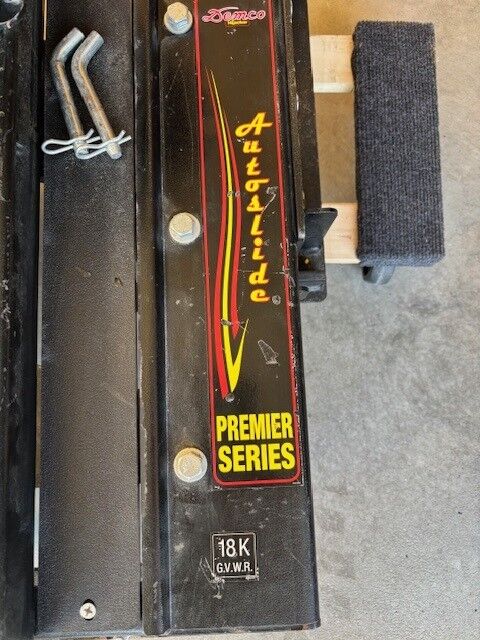 Demco
Autoslide
PREMIER
SERIES
18K
G.V.W.R.